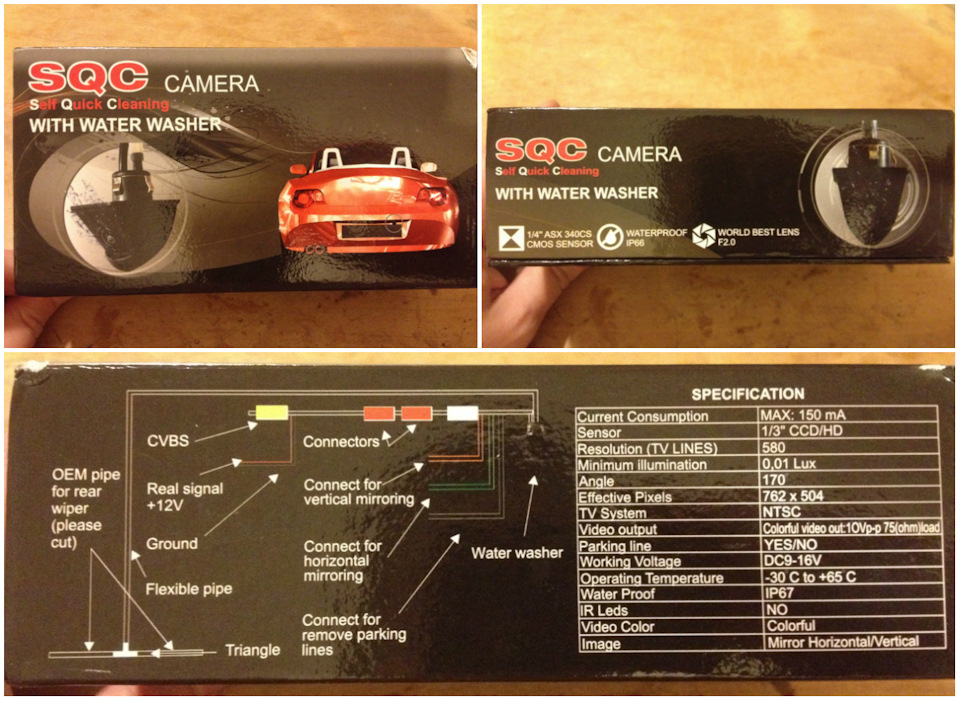 SQC CAMERA
Self Quick Cleaning
WITH WATER WASHER
SQC CAMERA
Self Quick Cleaning
WITH WATER WASHER
1/4" ASX 340CS
CMOS SENSOR
WATERPROOF
IP66
WORLD BEST LENS
F2.0
CVBS
Connectors
OEM pipe
for rear
wiper
(please
cut)
Real signal
+12V
Connect for
vertical mirroring
Ground
Connect for
horizontal
mirroring
Water washer
Flexible pipe
Connect for
remove parking
lines
Triangle
SPECIFICATION
Current Consumption MAX: 150 mA
Sensor 1/3" CCD/HD
Resolution (TV LINES) 580
Minimum illumination 0,01 Lux
Angle 170
Effective Pixels 762 x 504
TV System NTSC
Video output Colorful video out:1OVp-p 75(ohm)load
Parking line YES/NO
Working Voltage DC9-16V
Operating Temperature -30 C to +65 C
Water Proof IP67
IR Leds NO
Video Color Colorful
Image Mirror Horizontal/Vertical